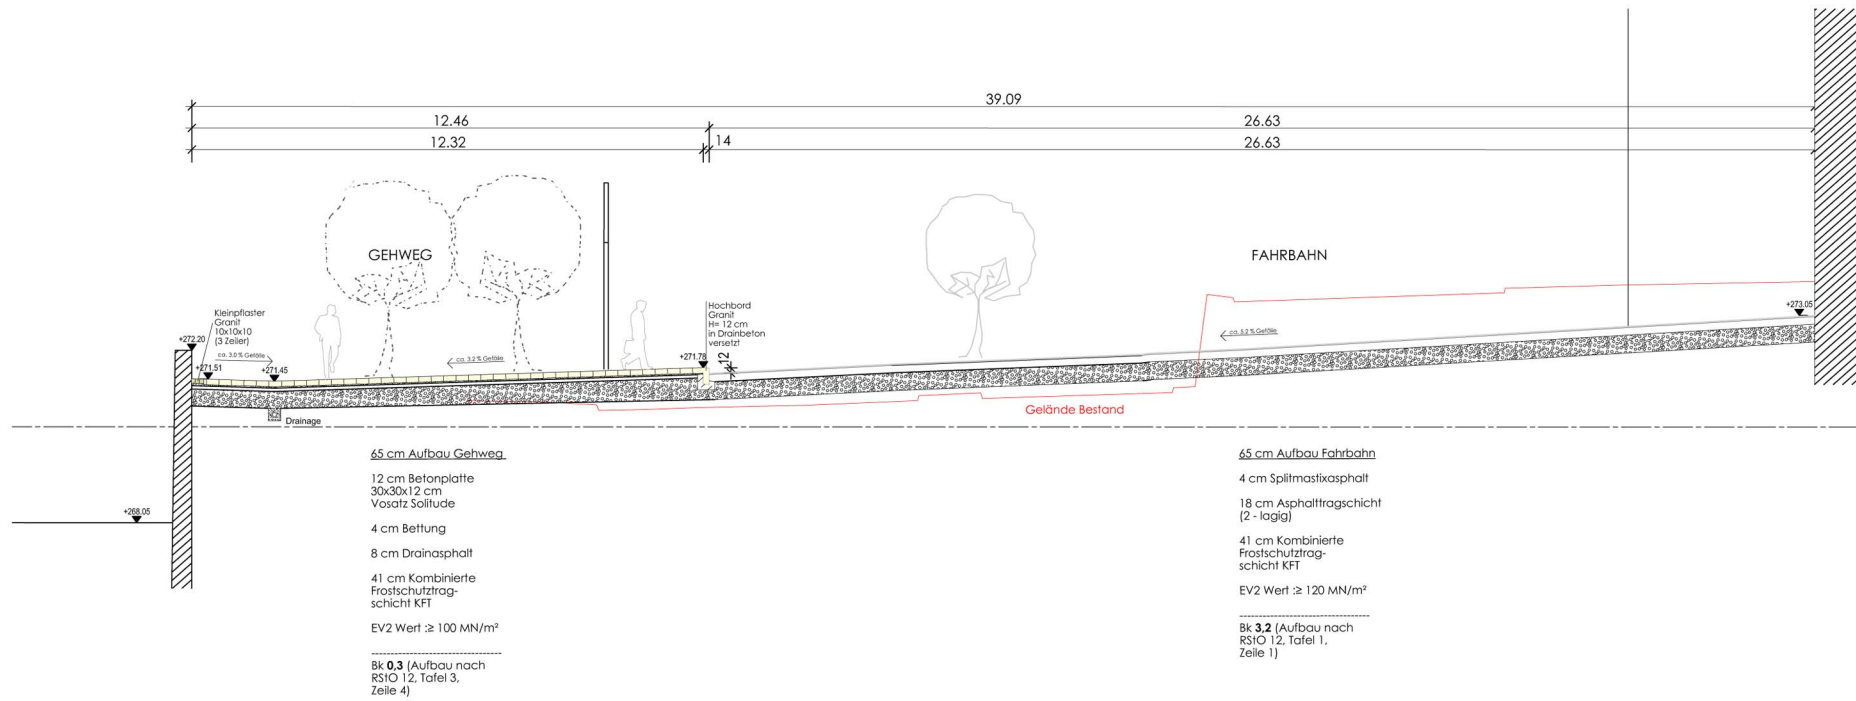 39.09
12.46
26.63
12.32
14
26.63
GEHWEG
FAHRBAHN
Kleinpflaster
Granit
10x10x10
(3 Zeiler)
Hochbord
Granit
H= 12 cm
in Drainbeton
versetzt
+273.05
+272.20
ca. 3,0 % Gefälle
ca. 3,2 % Gefälle
ca. 5,2 % Gefälle
+271.78
12
+271.51
+271.45
Gelände Bestand
Drainage
+268.05
65 cm Aufbau Gehweg
12 cm Betonplatte
30x30x12 cm
Vosatz Solitude
4 cm Bettung
8 cm Drainasphalt
41 cm Kombinierte
Frostschutztrag-
schicht KFT
EV2 Wert :≥ 100 MN/m²
----------------------------------
Bk 0,3 (Aufbau nach
RStO 12, Tafel 3,
Zeile 4)
65 cm Aufbau Fahrbahn
4 cm Splitmastixasphalt
18 cm Asphalttragschicht
(2 - lagig)
41 cm Kombinierte
Frostschutztrag-
schicht KFT
EV2 Wert :≥ 120 MN/m²
----------------------------------
Bk 3,2 (Aufbau nach
RStO 12, Tafel 1,
Zeile 1)